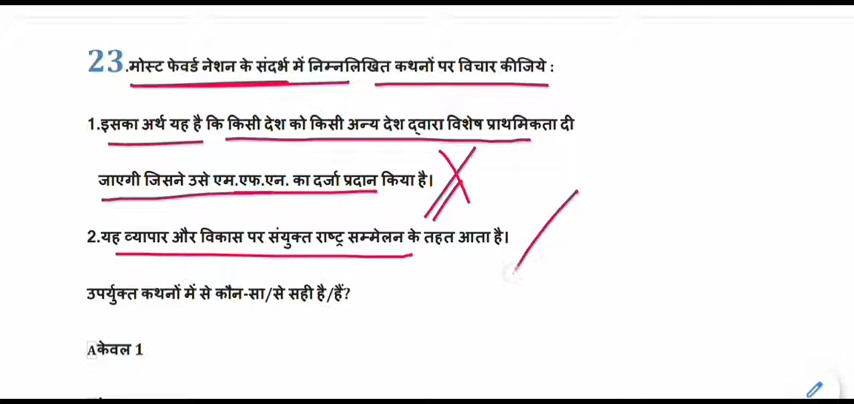 23.मोस्ट फेवर्ड नेशन के संदर्भ में निम्नलिखित कथनों पर विचार कीजिये :
1.इसका अर्थ यह है कि किसी देश को किसी अन्य देश द्वारा विशेष प्राथमिकता दी
जाएगी जिसने उसे एम.एफ.एन. का दर्जा प्रदान किया है।
2.यह व्यापार और विकास पर संयुक्त राष्ट्र सम्मेलन के तहत आता है।
उपर्युक्त कथनों में से कौन-सा/से सही है/हैं?
Aकेवल 1